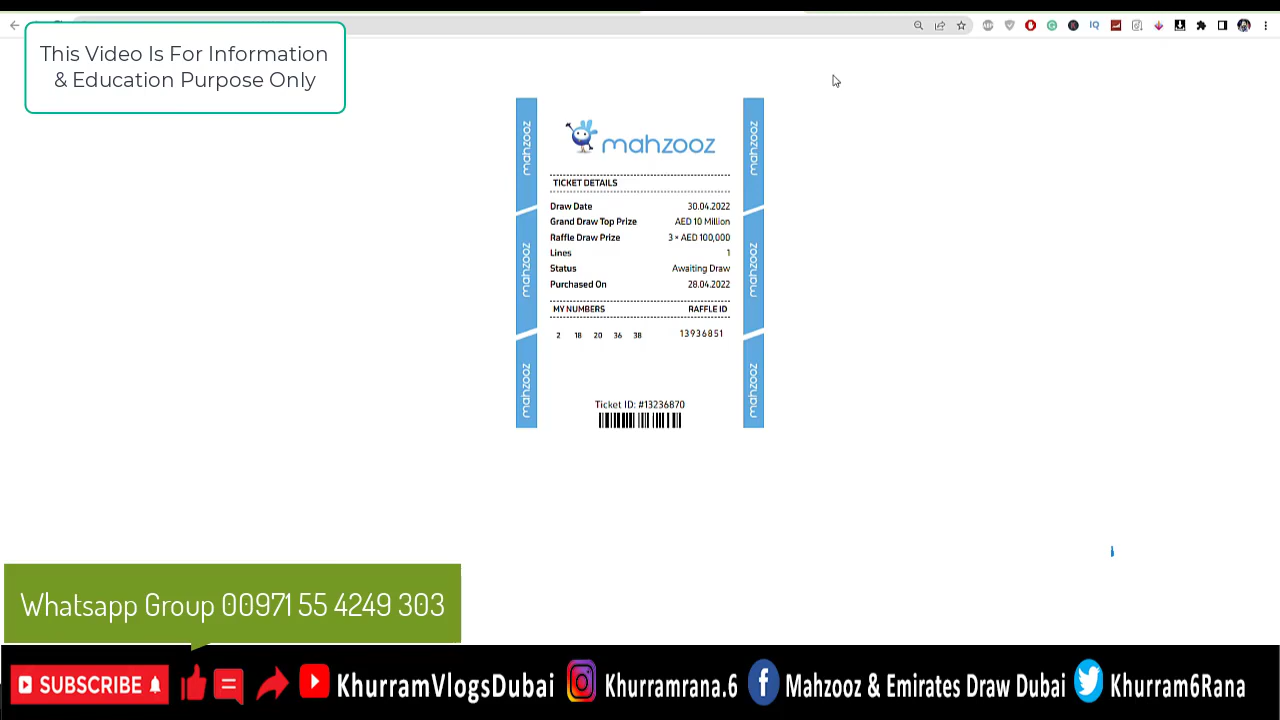 This Video Is For Information
& Education Purpose Only
mahzooz
mahzooz
mahzooz
mahzooz
TICKET DETAILS
Draw Date 30.04.2022
Grand Draw Top Prize AED 10 Million
Raffle Draw Prize 3 × AED 100,000
Lines 1
Status Awaiting Draw
Purchased On 28.04.2022
MY NUMBERS RAFFLE ID
2 18 20 36 38 13936851
Ticket ID: #13236870
mahzooz
mahzooz
mahzooz
Whatsapp Group 00971 55 4249 303
SUBSCRIBE KhurramVlogsDubai Khurramrana.6 Mahzooz & Emirates Draw Dubai Khurram6Rana